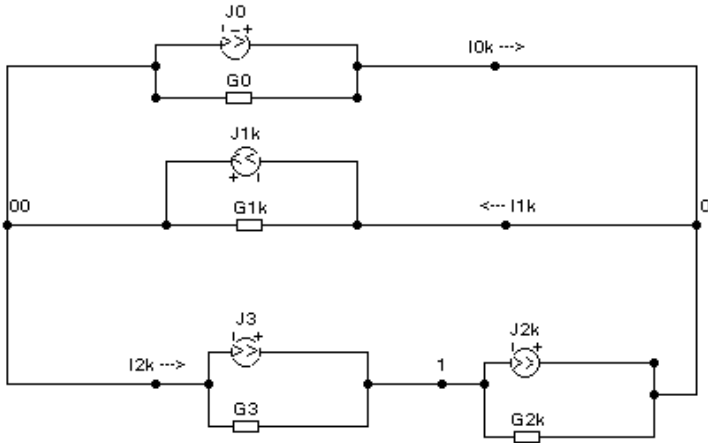 J0
I0k --->
G0
J1k
00
G1k
<--- I1k
0
J3
J2k
I2k --->
1
G3
G2k